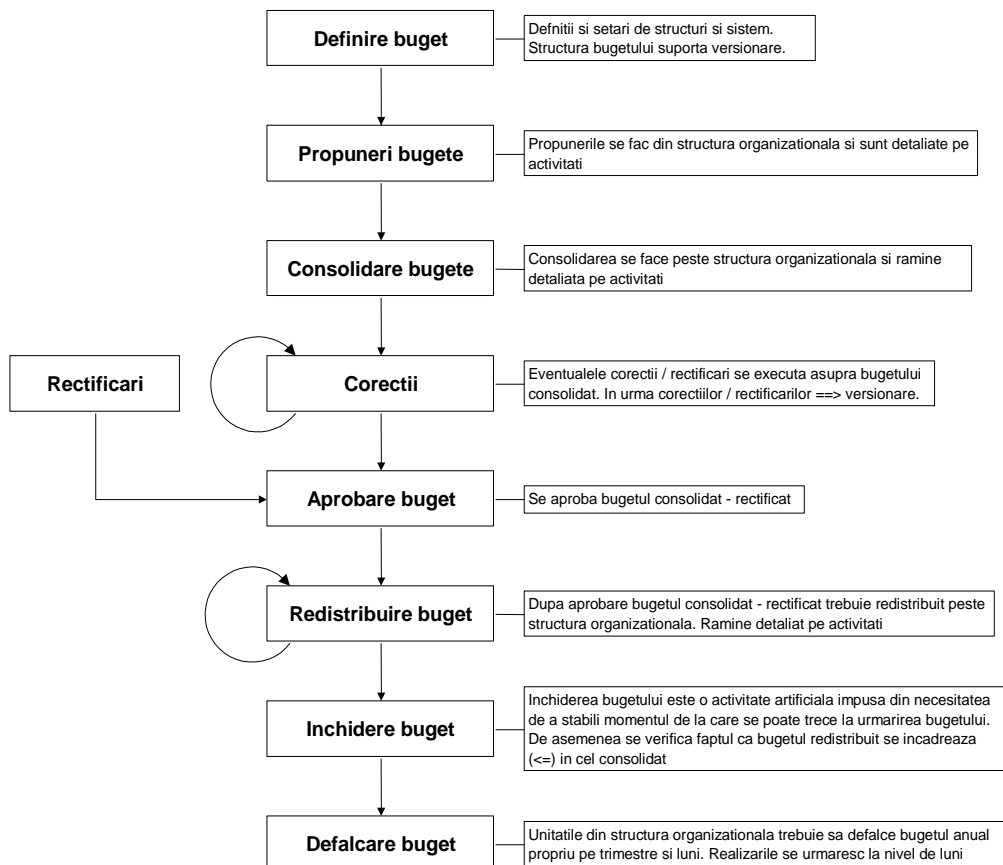 Definire buget
Defnitii si setari de structuri si sistem.
Structura bugetului suporta versionare.
Propuneri bugete
Propunerile se fac din structura organizationala si sunt detaliate pe
activitati
Consolidare bugete
Consolidarea se face peste structura organizationala si ramine
detaliata pe activitati
Rectificari
Corectii
Eventualele corectii / rectificari se executa asupra bugetului
consolidat. In urma corectiilor / rectificarilor ==> versionare.
Aprobare buget
Se aproba bugetul consolidat - rectificat
Redistribuire buget
Dupa aprobare bugetul consolidat - rectificat trebuie redistribuit peste
structura organizationala. Ramine detaliat pe activitati
Inchidere buget
Inchiderea bugetului este o activitate artificiala impusa din necesitatea
de a stabili momentul de la care se poate trece la urmarirea bugetului.
De asemenea se verifica faptul ca bugetul redistribuit se incadreaza
(<=) in cel consolidat
Defalcare buget
Unitatile din structura organizationala trebuie sa defalce bugetul anual
propriu pe trimestre si luni. Realizarile se urmaresc la nivel de luni